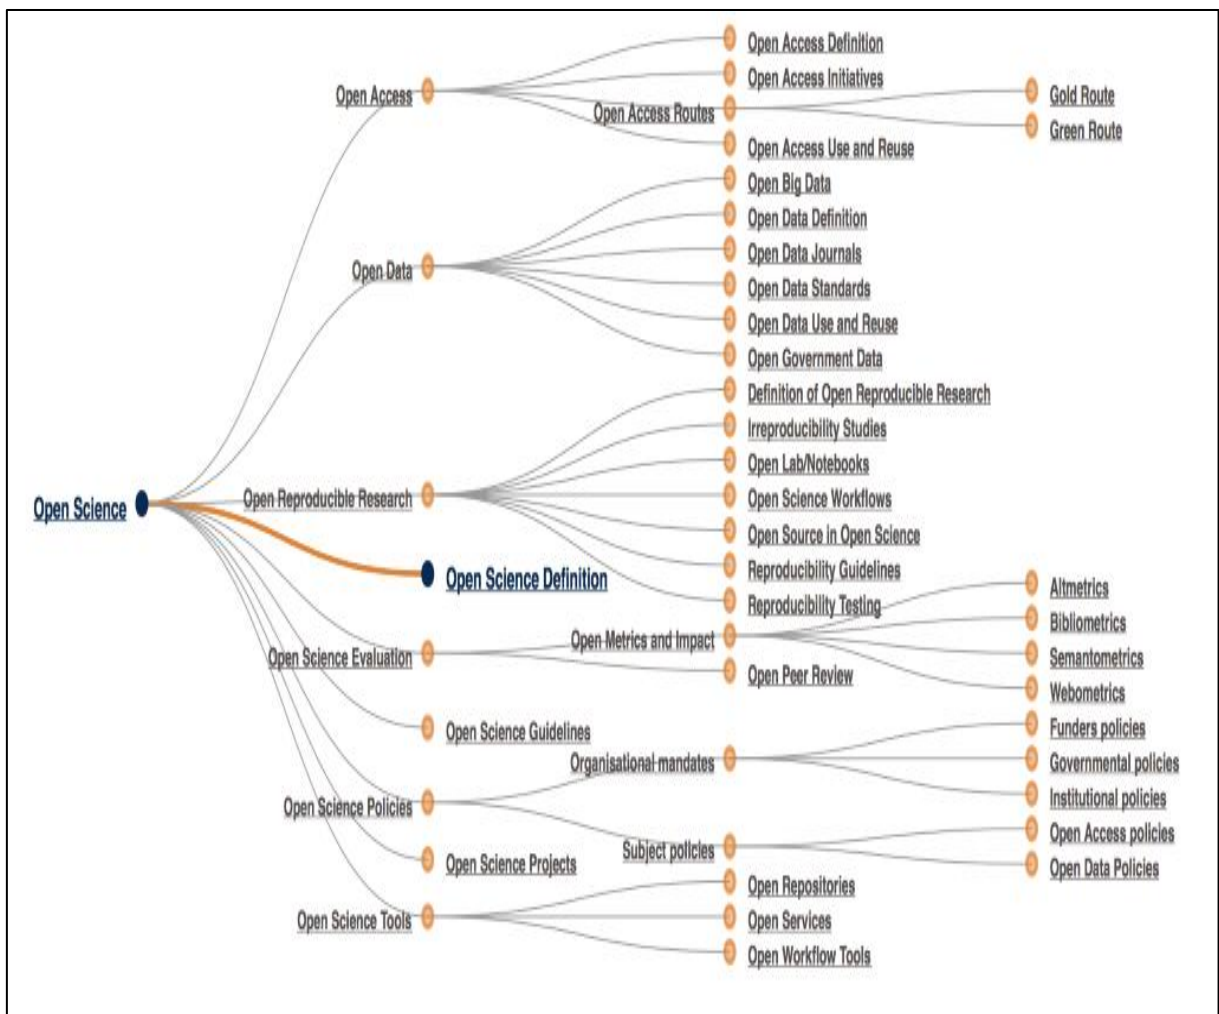 Open Science
Open Access
Open Access Definition
Open Access Initiatives
Open Access Routes
Gold Route
Green Route
Open Access Use and Reuse
Open Data
Open Big Data
Open Data Definition
Open Data Journals
Open Data Standards
Open Data Use and Reuse
Open Government Data
Open Reproducible Research
Definition of Open Reproducible Research
Irreproducibility Studies
Open Lab/Notebooks
Open Science Workflows
Open Source in Open Science
Reproducibility Guidelines
Reproducibility Testing
Open Science Definition
Open Science Evaluation
Open Metrics and Impact
Altmetrics
Bibliometrics
Semantometrics
Webometrics
Open Peer Review
Open Science Guidelines
Open Science Policies
Organisational mandates
Funders policies
Governmental policies
Institutional policies
Subject policies
Open Access policies
Open Data Policies
Open Science Projects
Open Science Tools
Open Repositories
Open Services
Open Workflow Tools